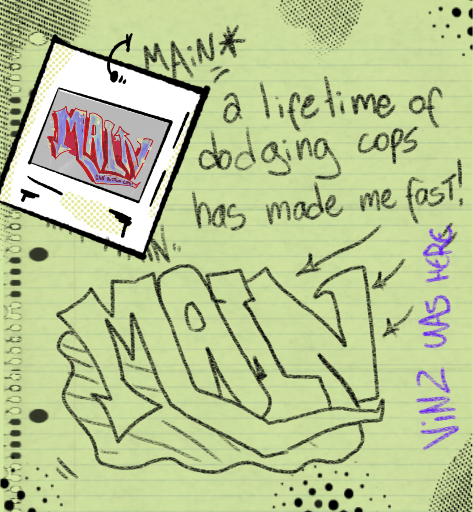 MAiN*
a lifetime of
dodging cops
has made me fast!
MAIN
MAIN
ViNZ WAS HERE